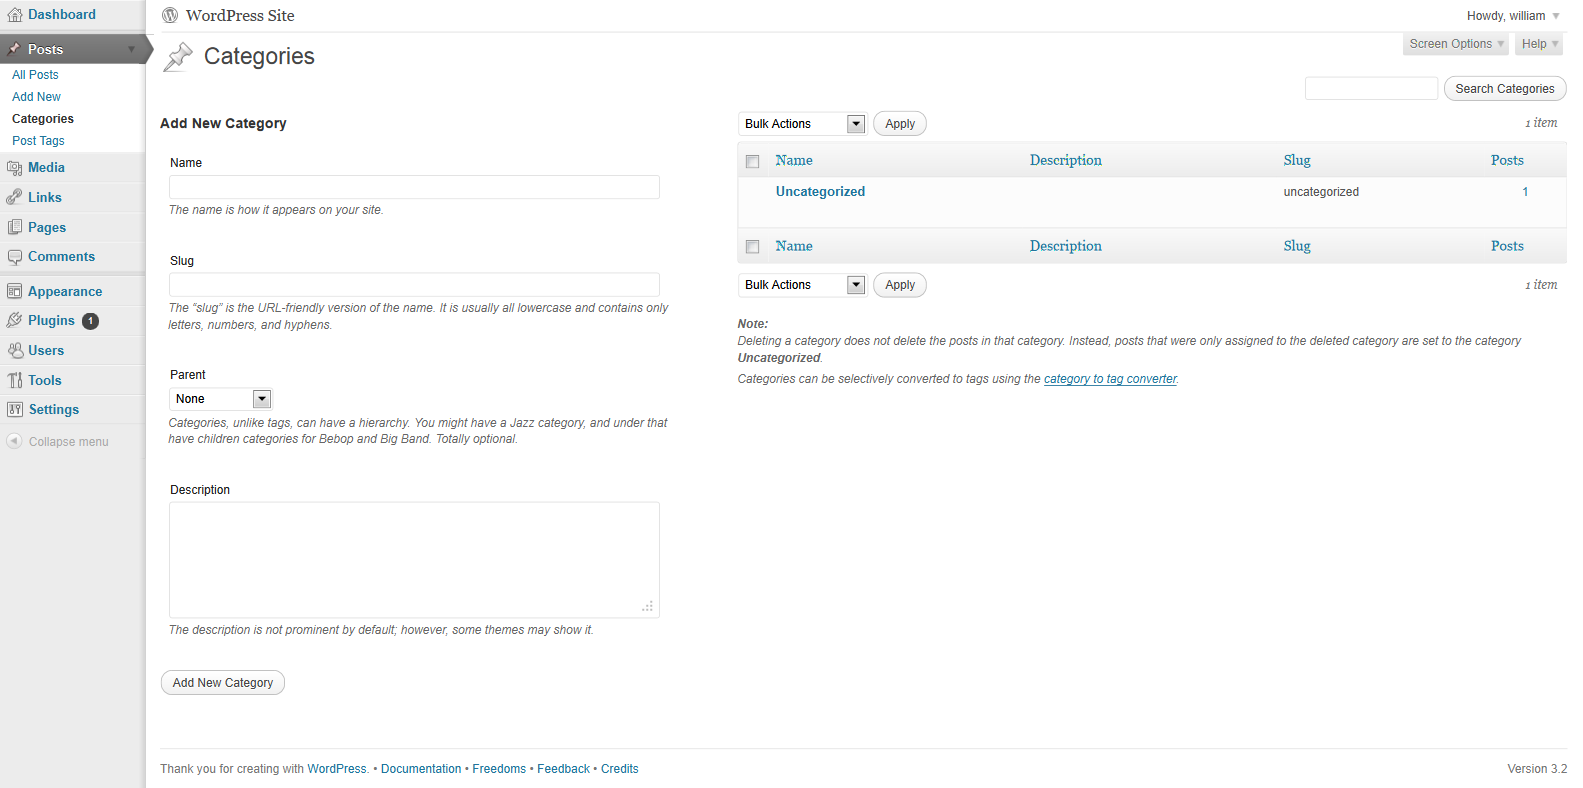 Dashboard
Posts
All Posts
Add New
Categories
Post Tags
Media
Links
Pages
Comments
Appearance
Plugins 1
Users
Tools
Settings
Collapse menu
WordPress Site
Howdy, william
Screen Options
Help
Categories
Search Categories
Add New Category
Name
The name is how it appears on your site.
Slug
The “slug” is the URL-friendly version of the name. It is usually all lowercase and contains only
letters, numbers, and hyphens.
Parent
None
Categories, unlike tags, can have a hierarchy. You might have a Jazz category, and under that
have children categories for Bebop and Big Band. Totally optional.
Description
The description is not prominent by default; however, some themes may show it.
Add New Category
Bulk Actions Apply 1 item
Name Description Slug Posts
Uncategorized uncategorized 1
Name Description Slug Posts
Bulk Actions Apply 1 item
Note:
Deleting a category does not delete the posts in that category. Instead, posts that were only assigned to the deleted category are set to the category
Uncategorized.
Categories can be selectively converted to tags using the category to tag converter.
Thank you for creating with WordPress. • Documentation • Freedoms • Feedback • Credits
Version 3.2